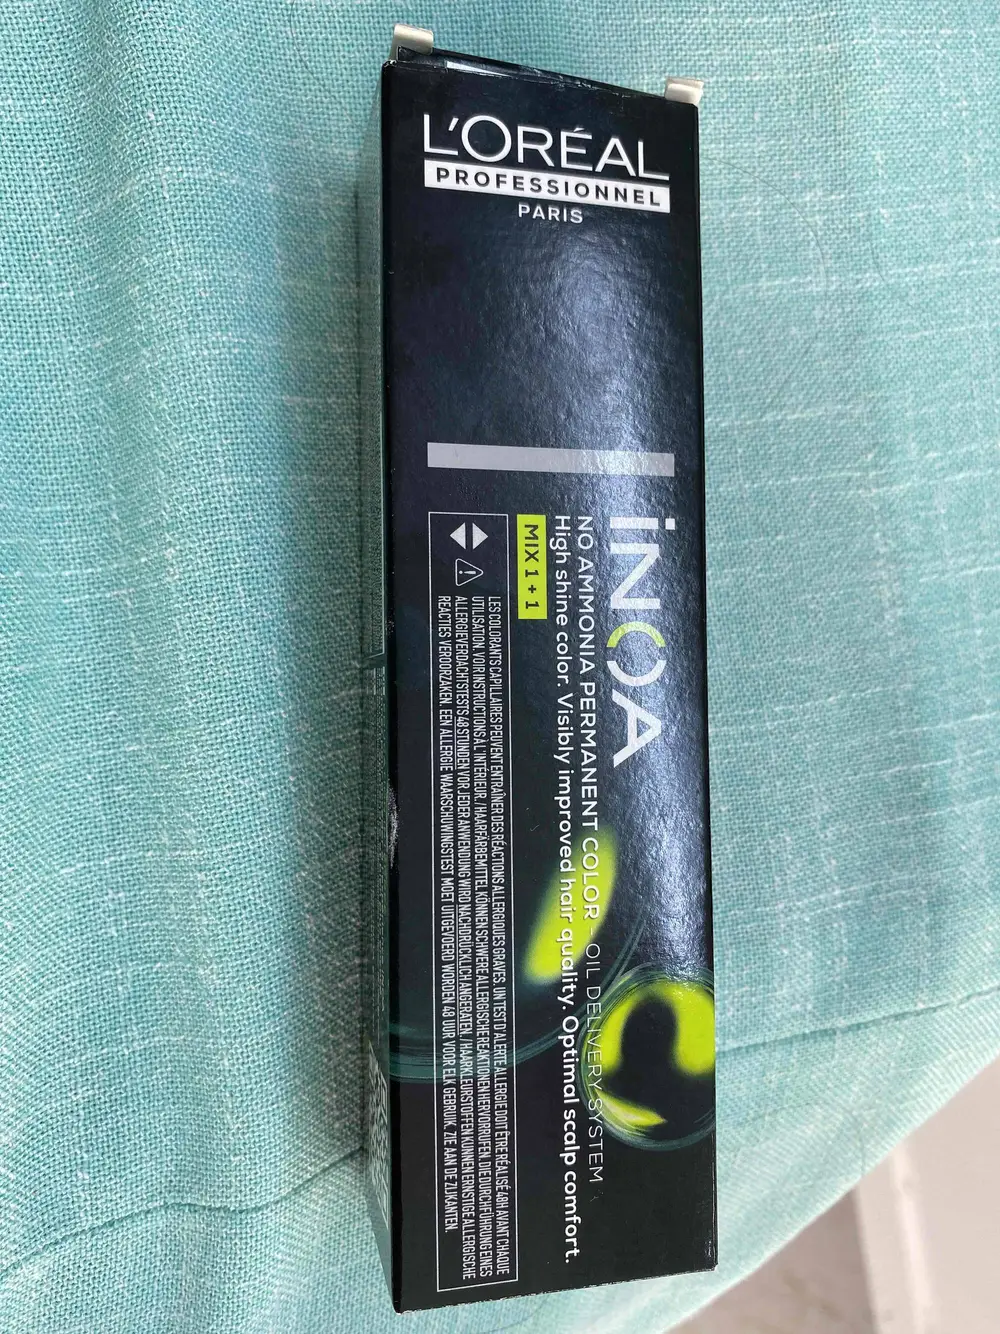 L'ORÉAL
PROFESSIONNEL
PARIS
iNOA
NO AMMONIA PERMANENT COLOR - OIL DELIVERY SYSTEM
High shine color. Visibly improved hair quality. Optimal scalp comfort.
MIX 1 + 1
LES COLORANTS CAPILLAIRES PEUVENT ENTRAÎNER DES RÉACTIONS ALLERGIQUES GRAVES. UN TEST D'ALERTE ALLERGIE DOIT ÊTRE RÉALISÉ 48H AVANT CHAQUE
UTILISATION. VOIR INSTRUCTIONS À L'INTÉRIEUR. / HAARFÄRBEMITTEL KÖNNEN SCHWERE ALLERGISCHE REAKTIONEN HERVORRUFEN. DIE DURCHFÜHRUNG EINES
ALLERGIEVERDACHTSTESTS 48 STUNDEN VOR JEDER ANWENDUNG WIRD NACHDRÜCKLICH ANGERATEN. / HAARKLEURSTOFFEN KUNNEN ERNSTIGE ALLERGISCHE
REACTIES VEROORZAKEN. EEN ALLERGIE WAARSCHUWINGSTEST MOET UITGEVOERD WORDEN 48 UUR VOOR ELK GEBRUIK. ZIE AAN DE ZIJKANTEN.